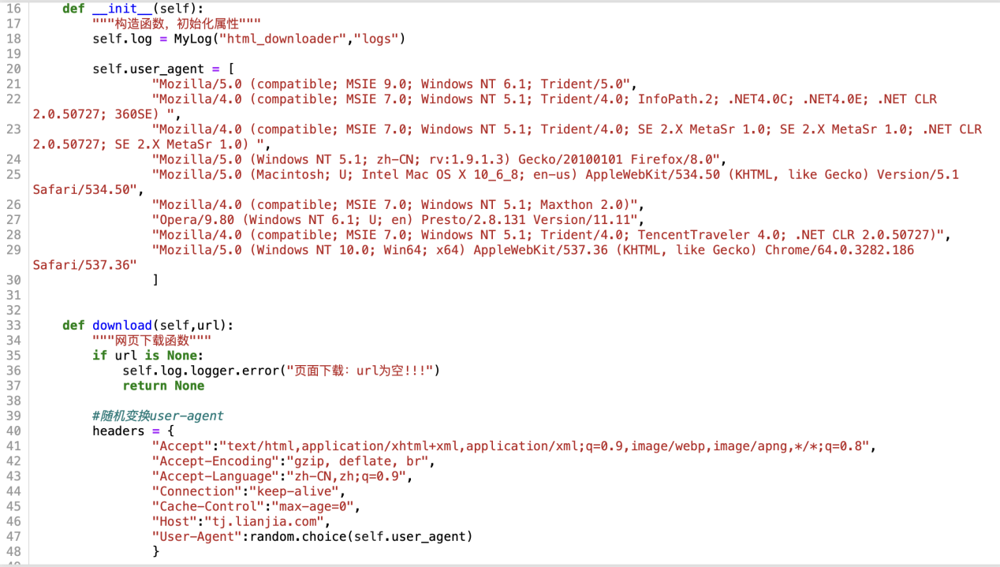 16     def __init__(self):
17         """构造函数，初始化属性"""
18         self.log = MyLog("html_downloader","logs")
19
20         self.user_agent = [
21                 "Mozilla/5.0 (compatible; MSIE 9.0; Windows NT 6.1; Trident/5.0",
22                 "Mozilla/4.0 (compatible; MSIE 7.0; Windows NT 5.1; Trident/4.0; InfoPath.2; .NET4.0C; .NET4.0E; .NET CLR
2.0.50727; 360SE) ",
23                 "Mozilla/4.0 (compatible; MSIE 7.0; Windows NT 5.1; Trident/4.0; SE 2.X MetaSr 1.0; SE 2.X MetaSr 1.0; .NET CLR
2.0.50727; SE 2.X MetaSr 1.0) ",
24                 "Mozilla/5.0 (Windows NT 5.1; zh-CN; rv:1.9.1.3) Gecko/20100101 Firefox/8.0",
25                 "Mozilla/5.0 (Macintosh; U; Intel Mac OS X 10_6_8; en-us) AppleWebKit/534.50 (KHTML, like Gecko) Version/5.1
Safari/534.50",
26                 "Mozilla/4.0 (compatible; MSIE 7.0; Windows NT 5.1; Maxthon 2.0)",
27                 "Opera/9.80 (Windows NT 6.1; U; en) Presto/2.8.131 Version/11.11",
28                 "Mozilla/4.0 (compatible; MSIE 7.0; Windows NT 5.1; Trident/4.0; TencentTraveler 4.0; .NET CLR 2.0.50727)",
29                 "Mozilla/5.0 (Windows NT 10.0; Win64; x64) AppleWebKit/537.36 (KHTML, like Gecko) Chrome/64.0.3282.186
Safari/537.36"
30                 ]
31
32
33     def download(self,url):
34         """网页下载函数"""
35         if url is None:
36             self.log.logger.error("页面下载：url为空!!!")
37             return None
38
39         #随机变换user-agent
40         headers = {
41                 "Accept":"text/html,application/xhtml+xml,application/xml;q=0.9,image/webp,image/apng,*/*;q=0.8",
42                 "Accept-Encoding":"gzip, deflate, br",
43                 "Accept-Language":"zh-CN,zh;q=0.9",
44                 "Connection":"keep-alive",
45                 "Cache-Control":"max-age=0",
46                 "Host":"tj.lianjia.com",
47                 "User-Agent":random.choice(self.user_agent)
48                 }